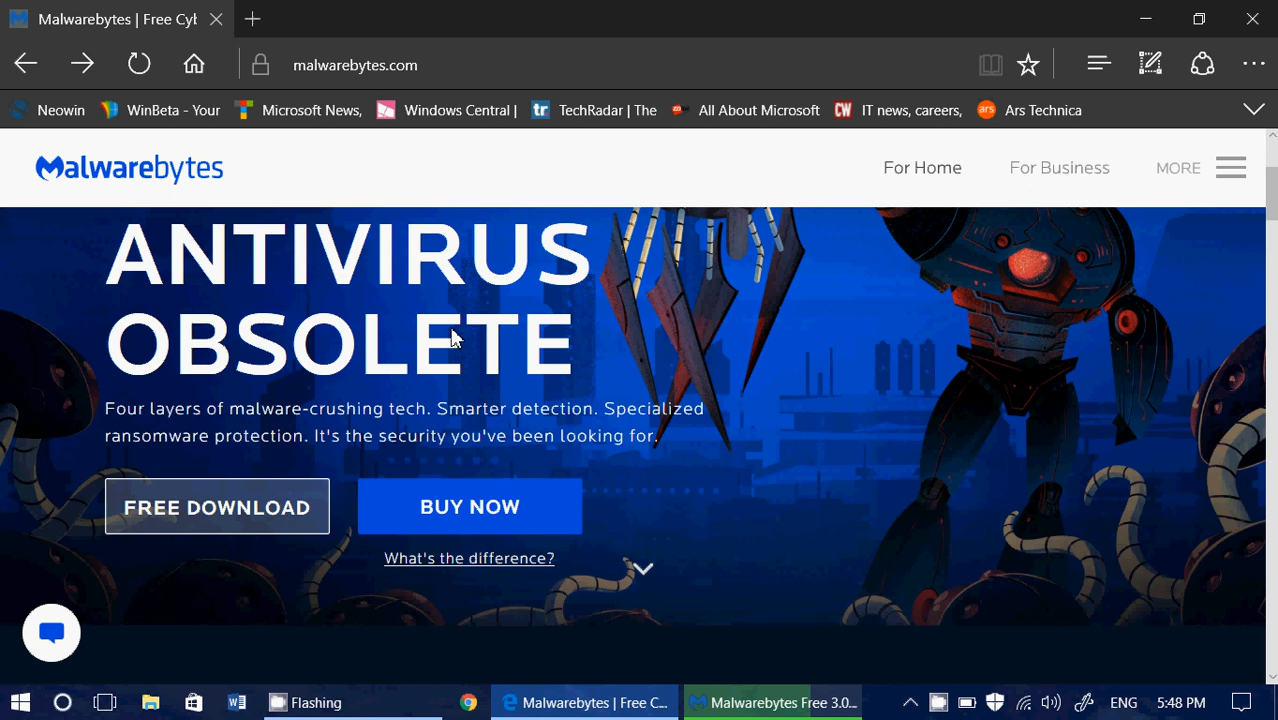 Malwarebytes | Free Cyb
malwarebytes.com
Neowin WinBeta - Your Microsoft News, Windows Central | TechRadar | The All About Microsoft CW IT news, careers, ars Ars Technica
Malwarebytes For Home For Business MORE
ANTIVIRUS
OBSOLETE
Four layers of malware-crushing tech. Smarter detection. Specialized
ransomware protection. It's the security you've been looking for.
FREE DOWNLOAD BUY NOW
What's the difference?
Flashing Malwarebytes | Free C... Malwarebytes Free 3.0... ENG 5:48 PM